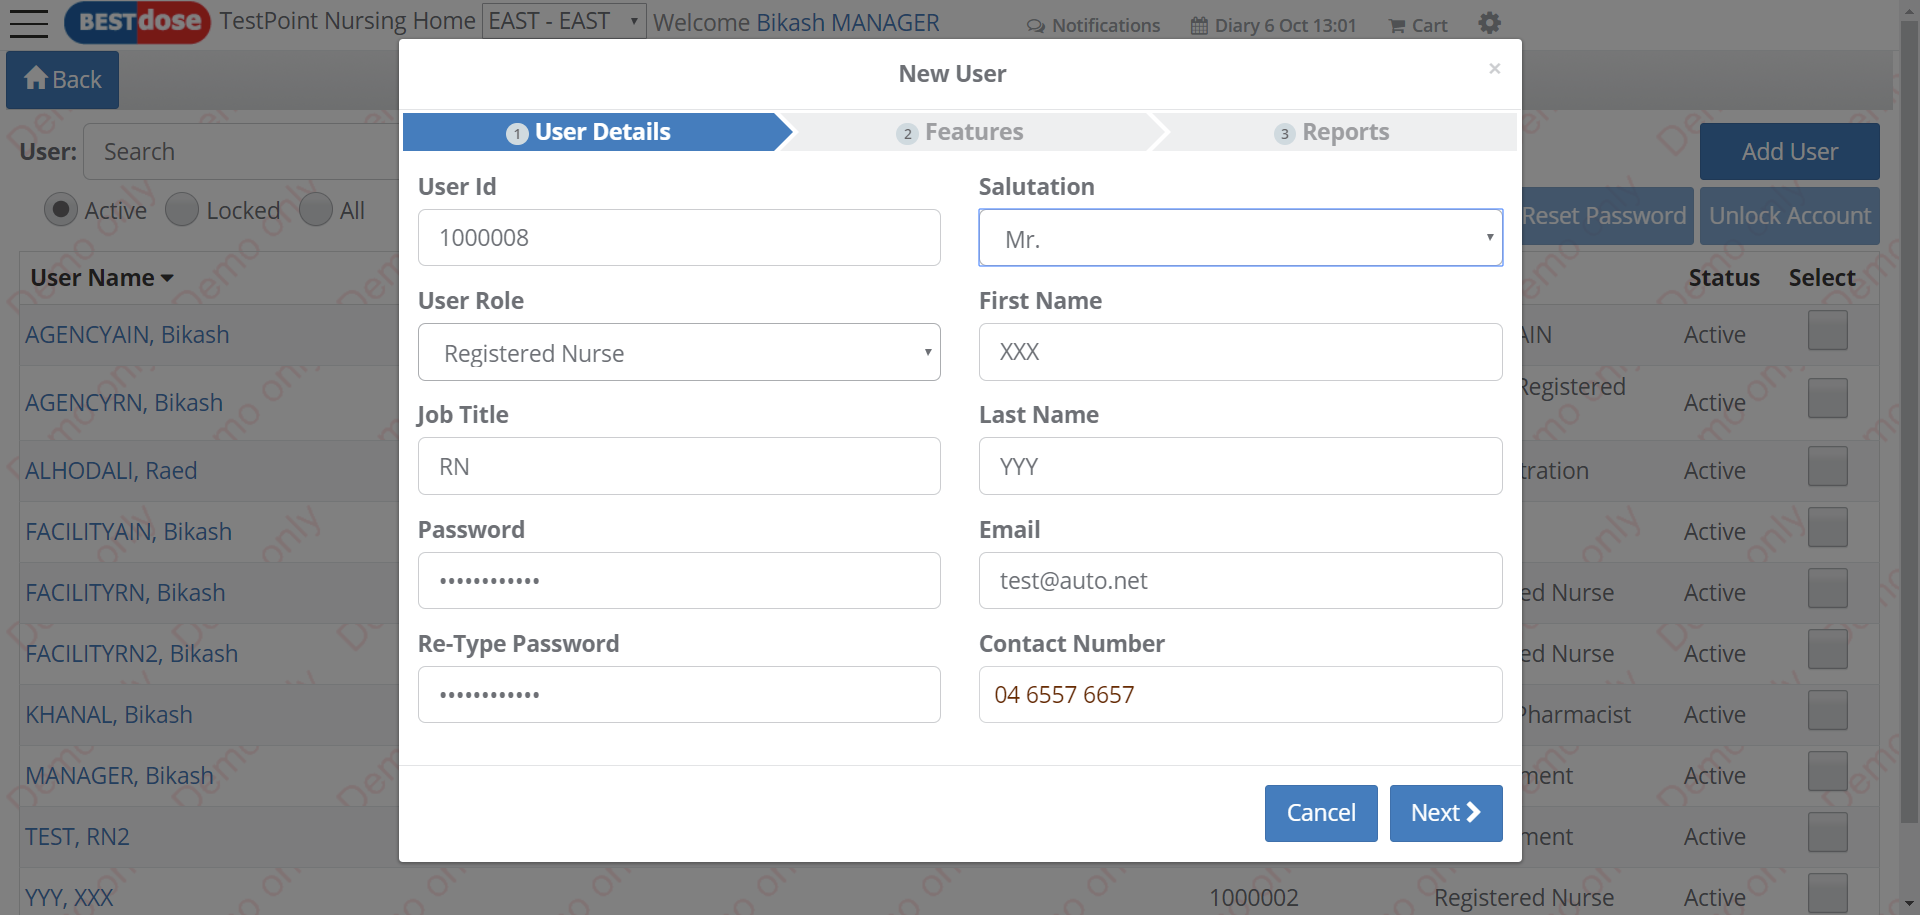 BESTdose TestPoint Nursing Home EAST - EAST Welcome Bikash MANAGER Notifications Diary 6 Oct 13:01 Cart
Back
New User ×
1 User Details 2 Features 3 Reports
User: Search Add User
Active Locked All Reset Password Unlock Account
User Id Salutation
1000008 Mr.
User Role First Name
Registered Nurse XXX
Job Title Last Name
RN YYY
Password Email
•••••••••••• test@auto.net
Re-Type Password Contact Number
•••••••••••• 04 6557 6657
Cancel Next
User Name Status Select
AGENCYAIN, Bikash AIN Active
AGENCYRN, Bikash Registered Active
ALHODALI, Raed tration Active
FACILITYAIN, Bikash Active
FACILITYRN, Bikash ed Nurse Active
FACILITYRN2, Bikash ed Nurse Active
KHANAL, Bikash Pharmacist Active
MANAGER, Bikash ment Active
TEST, RN2 ment Active
YYY, XXX 1000002 Registered Nurse Active
Demo only